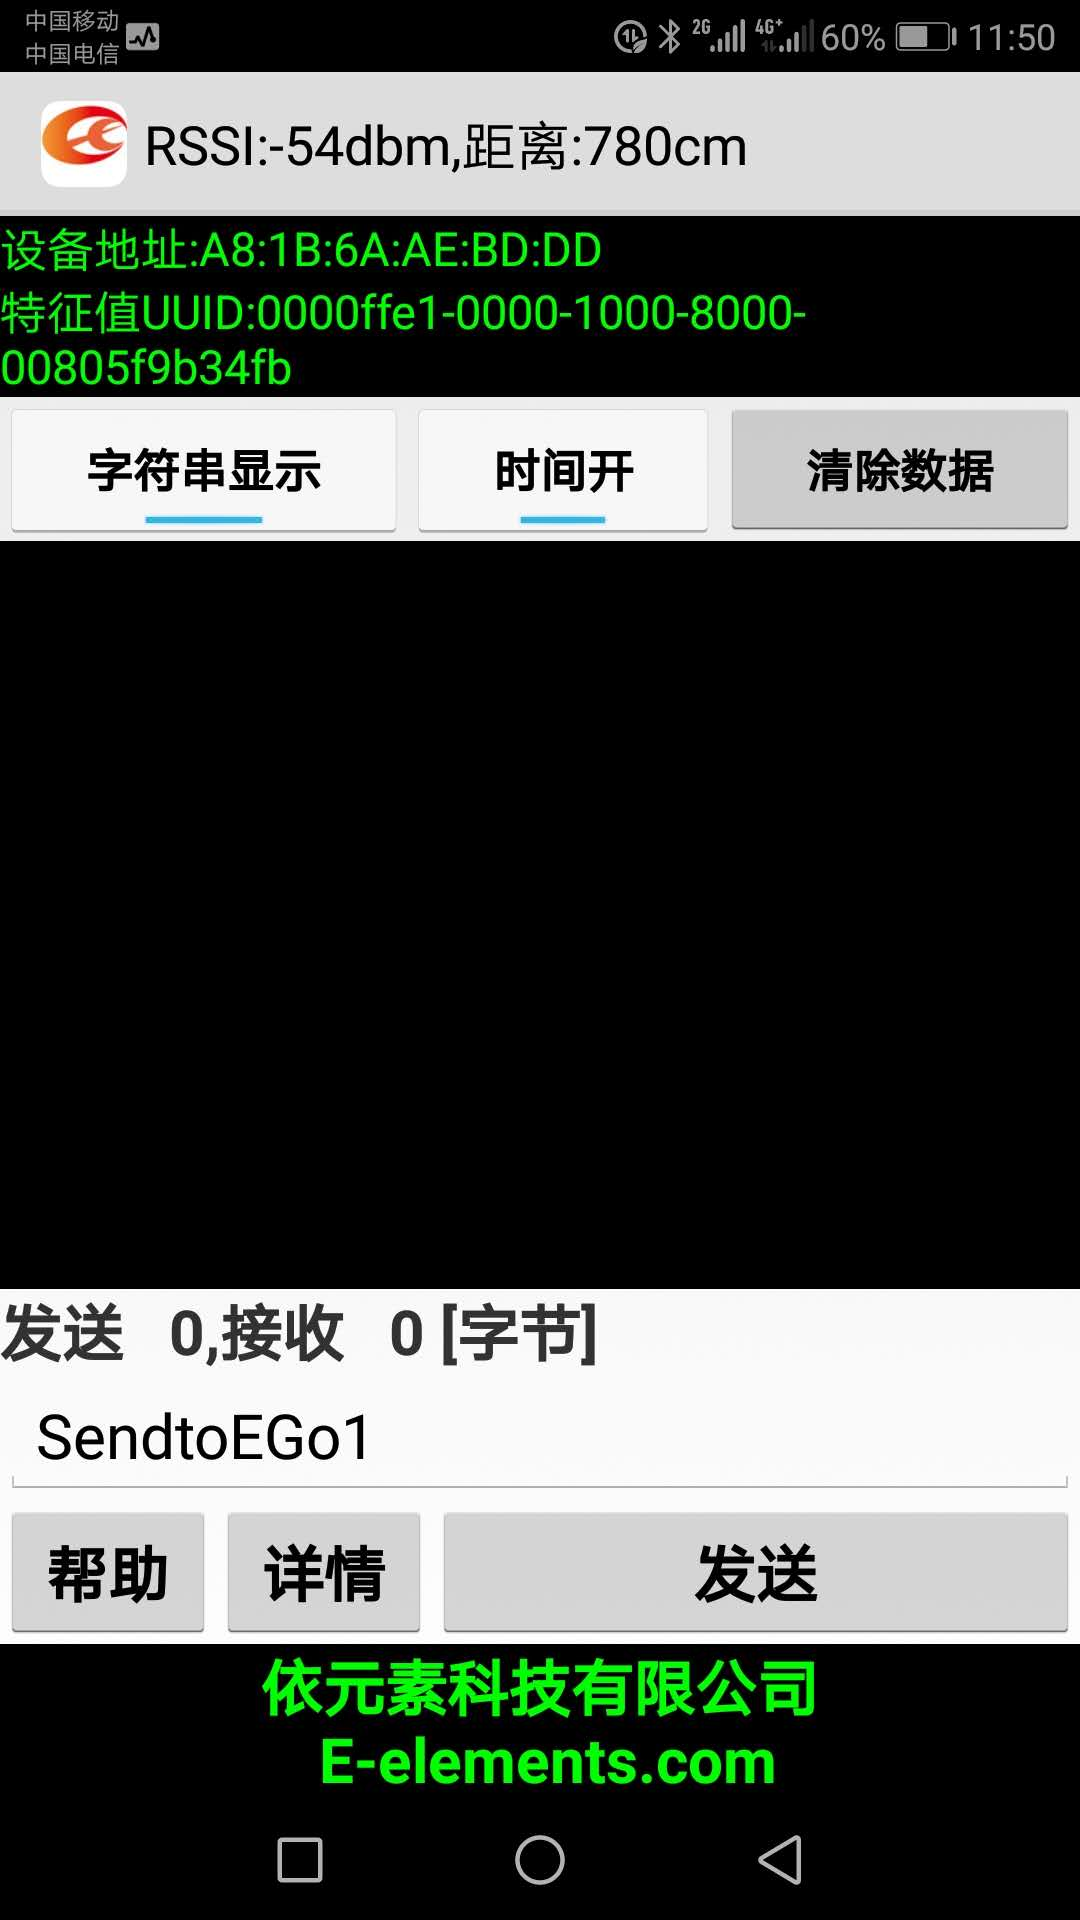 中国移动
中国电信
2G 4G+ 60% 11:50
RSSI:-54dbm,距离:780cm
设备地址:A8:1B:6A:AE:BD:DD
特征值UUID:0000ffe1-0000-1000-8000-
00805f9b34fb
字符串显示 时间开 清除数据
发送 0,接收 0 [字节]
SendtoEGo1
帮助 详情 发送
依元素科技有限公司
E-elements.com